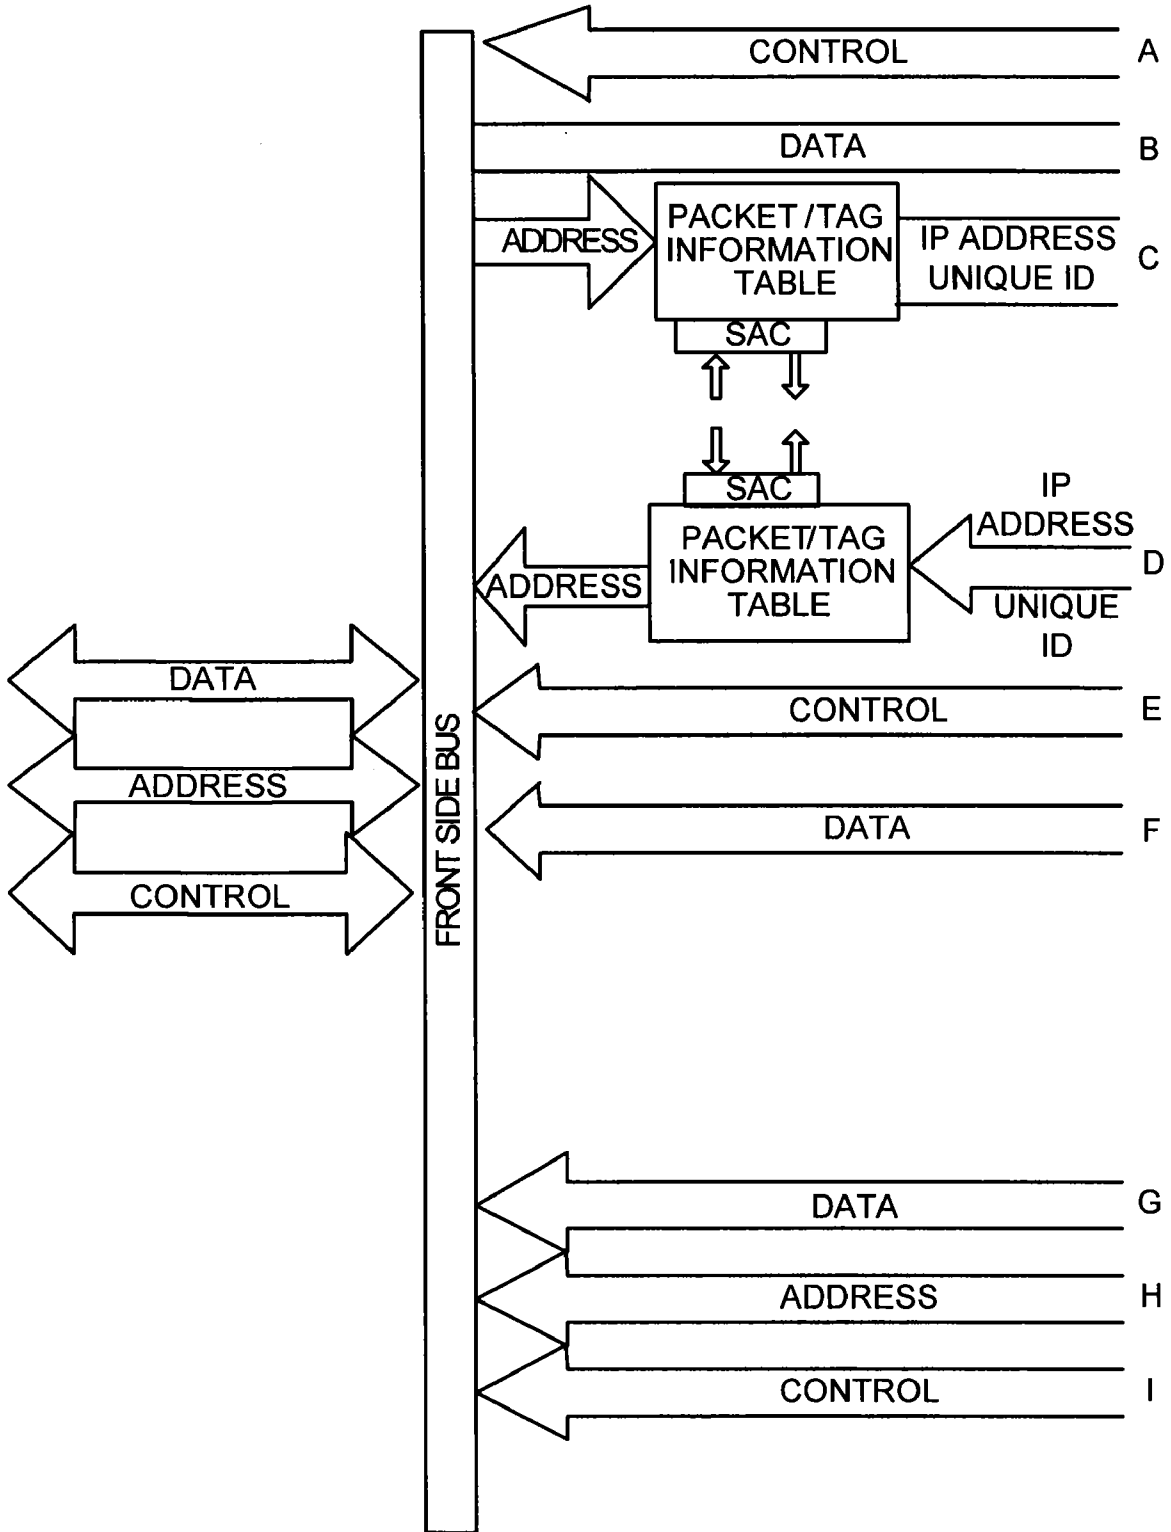 CONTROL A
DATA B
ADDRESS
PACKET /TAG
INFORMATION
TABLE
IP ADDRESS
UNIQUE ID
C
SAC
SAC
IP
ADDRESS
D
UNIQUE
ID
PACKET/TAG
INFORMATION
TABLE
ADDRESS
DATA
ADDRESS
CONTROL
FRONT SIDE BUS
CONTROL E
DATA F
DATA G
ADDRESS H
CONTROL I